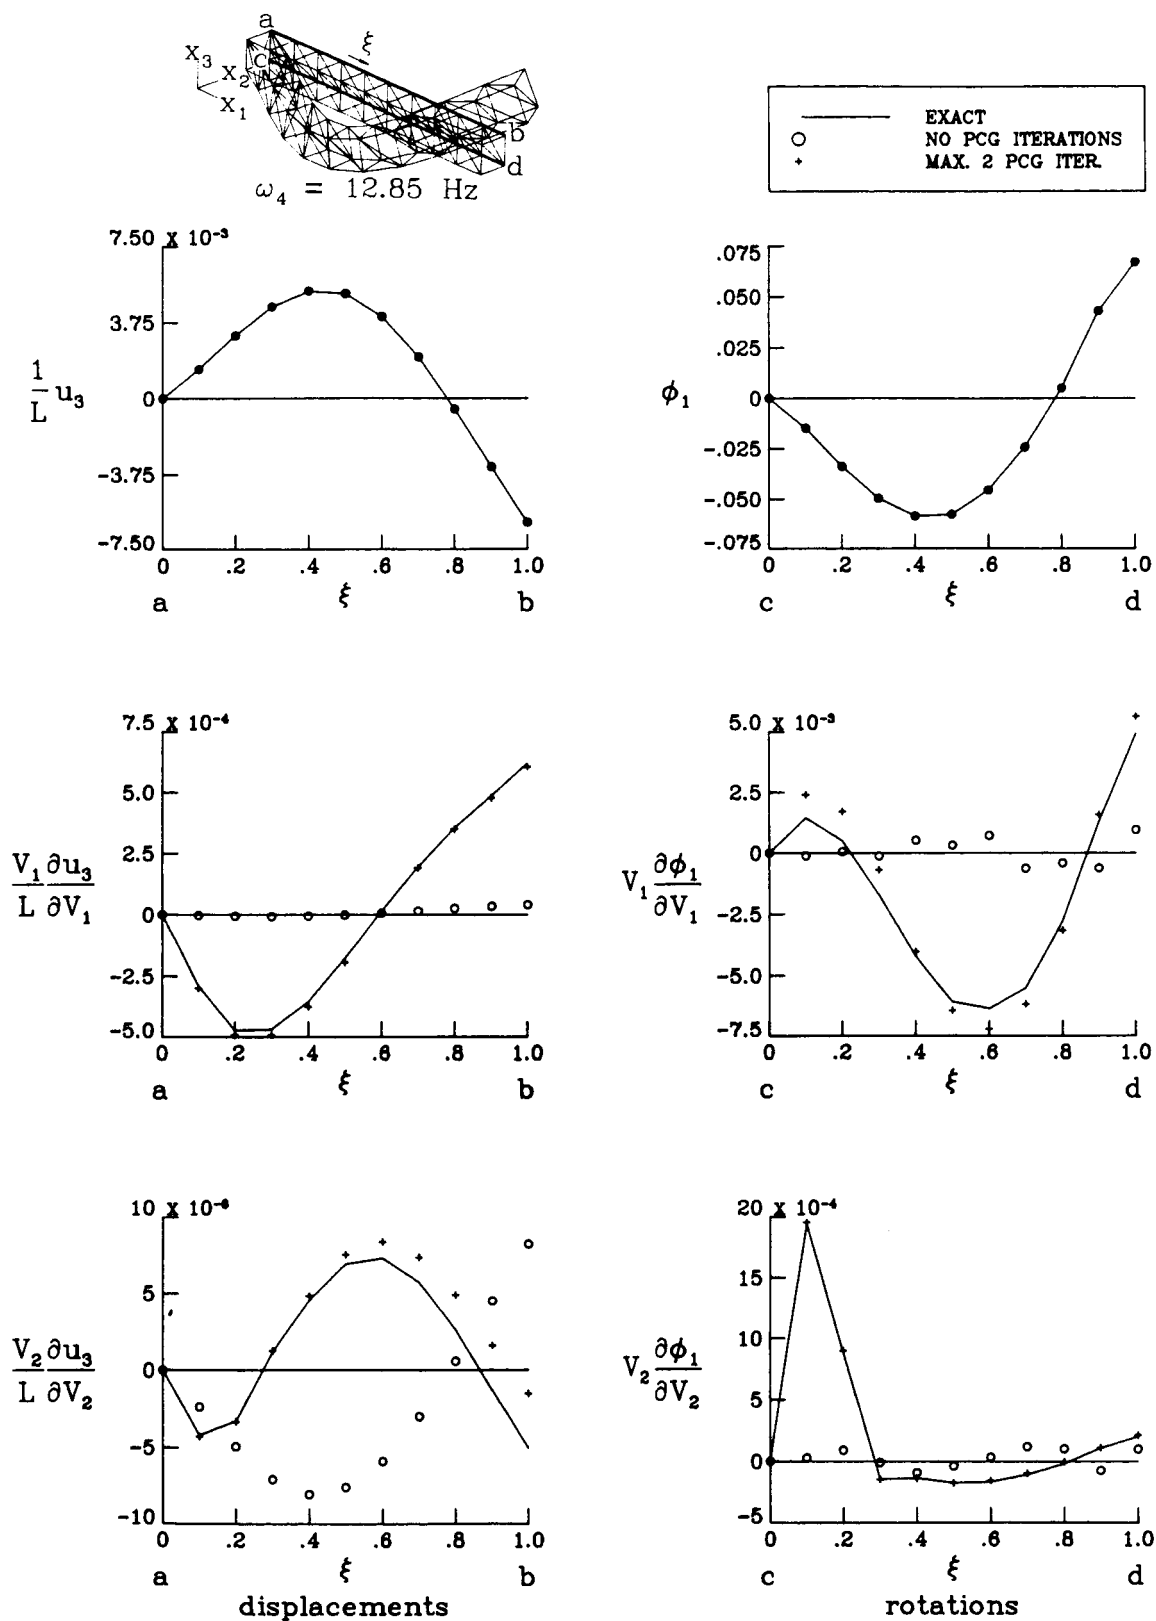 a
ξ
X3
X2
c
X1
b
d
ω4 = 12.85 Hz
EXACT
NO PCG ITERATIONS
MAX. 2 PCG ITER.
7.50 X 10⁻³
3.75
0
-3.75
-7.50
1/L u3
0 .2 .4 .6 .8 1.0
a ξ b
.075
.050
.025
0
-.025
-.050
-.075
ϕ1
0 .2 .4 .6 .8 1.0
c ξ d
7.5 X 10⁻⁴
5.0
2.5
0
-2.5
-5.0
V1/L ∂u3/∂V1
0 .2 .4 .6 .8 1.0
a ξ b
5.0 X 10⁻³
2.5
0
-2.5
-5.0
-7.5
V1 ∂ϕ1/∂V1
0 .2 .4 .6 .8 1.0
c ξ d
10 X 10
5
0
-5
-10
V2/L ∂u3/∂V2
0 .2 .4 .6 .8 1.0
a ξ b
displacements
20 X 10⁻⁴
15
10
5
0
-5
V2 ∂ϕ1/∂V2
0 .2 .4 .6 .8 1.0
c ξ d
rotations